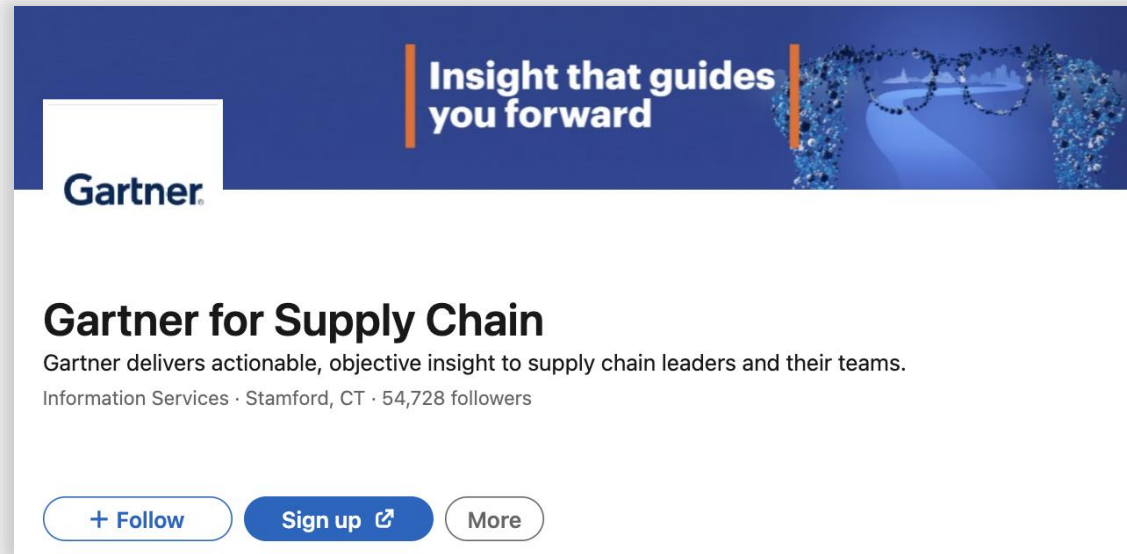 Insight that guides
you forward
Gartner®
Gartner for Supply Chain
Gartner delivers actionable, objective insight to supply chain leaders and their teams.
Information Services · Stamford, CT · 54,728 followers
+ Follow
Sign up
More